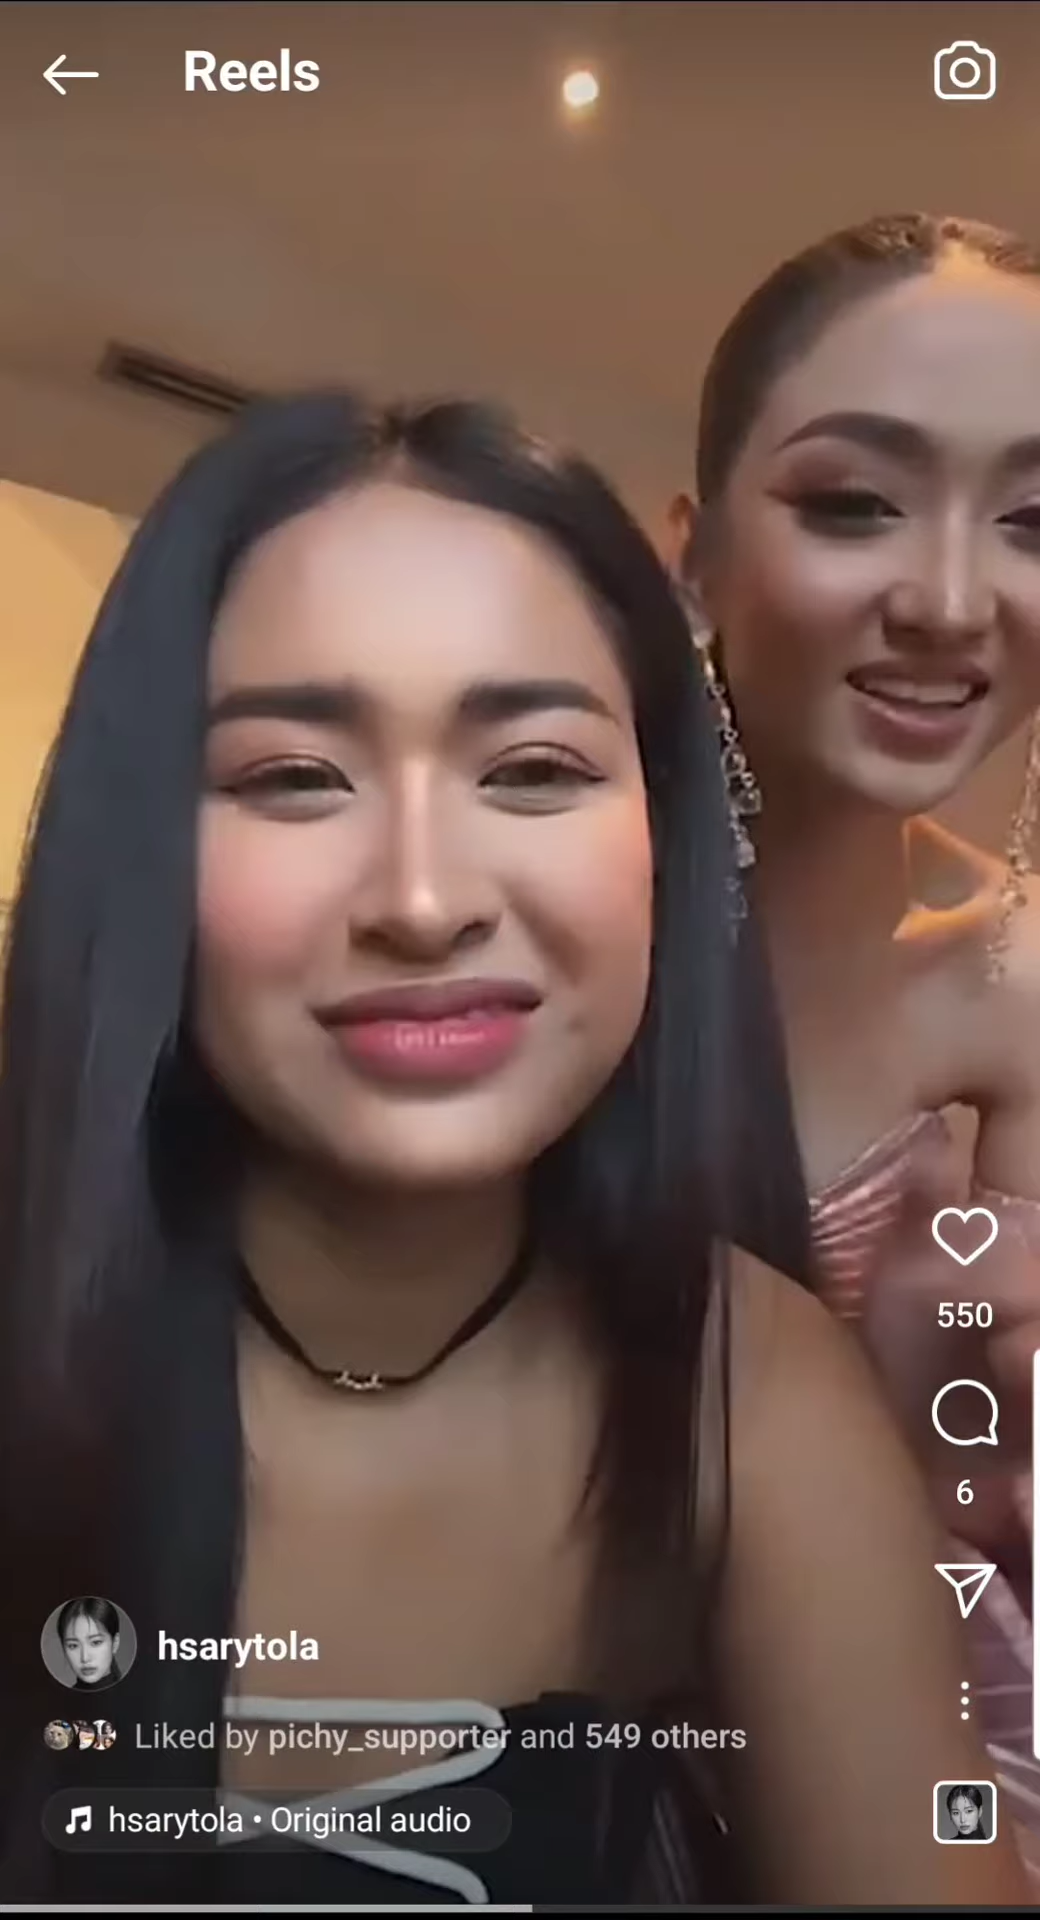 Reels
550
6
hsarytola
Liked by pichy_supporter and 549 others
hsarytola • Original audio